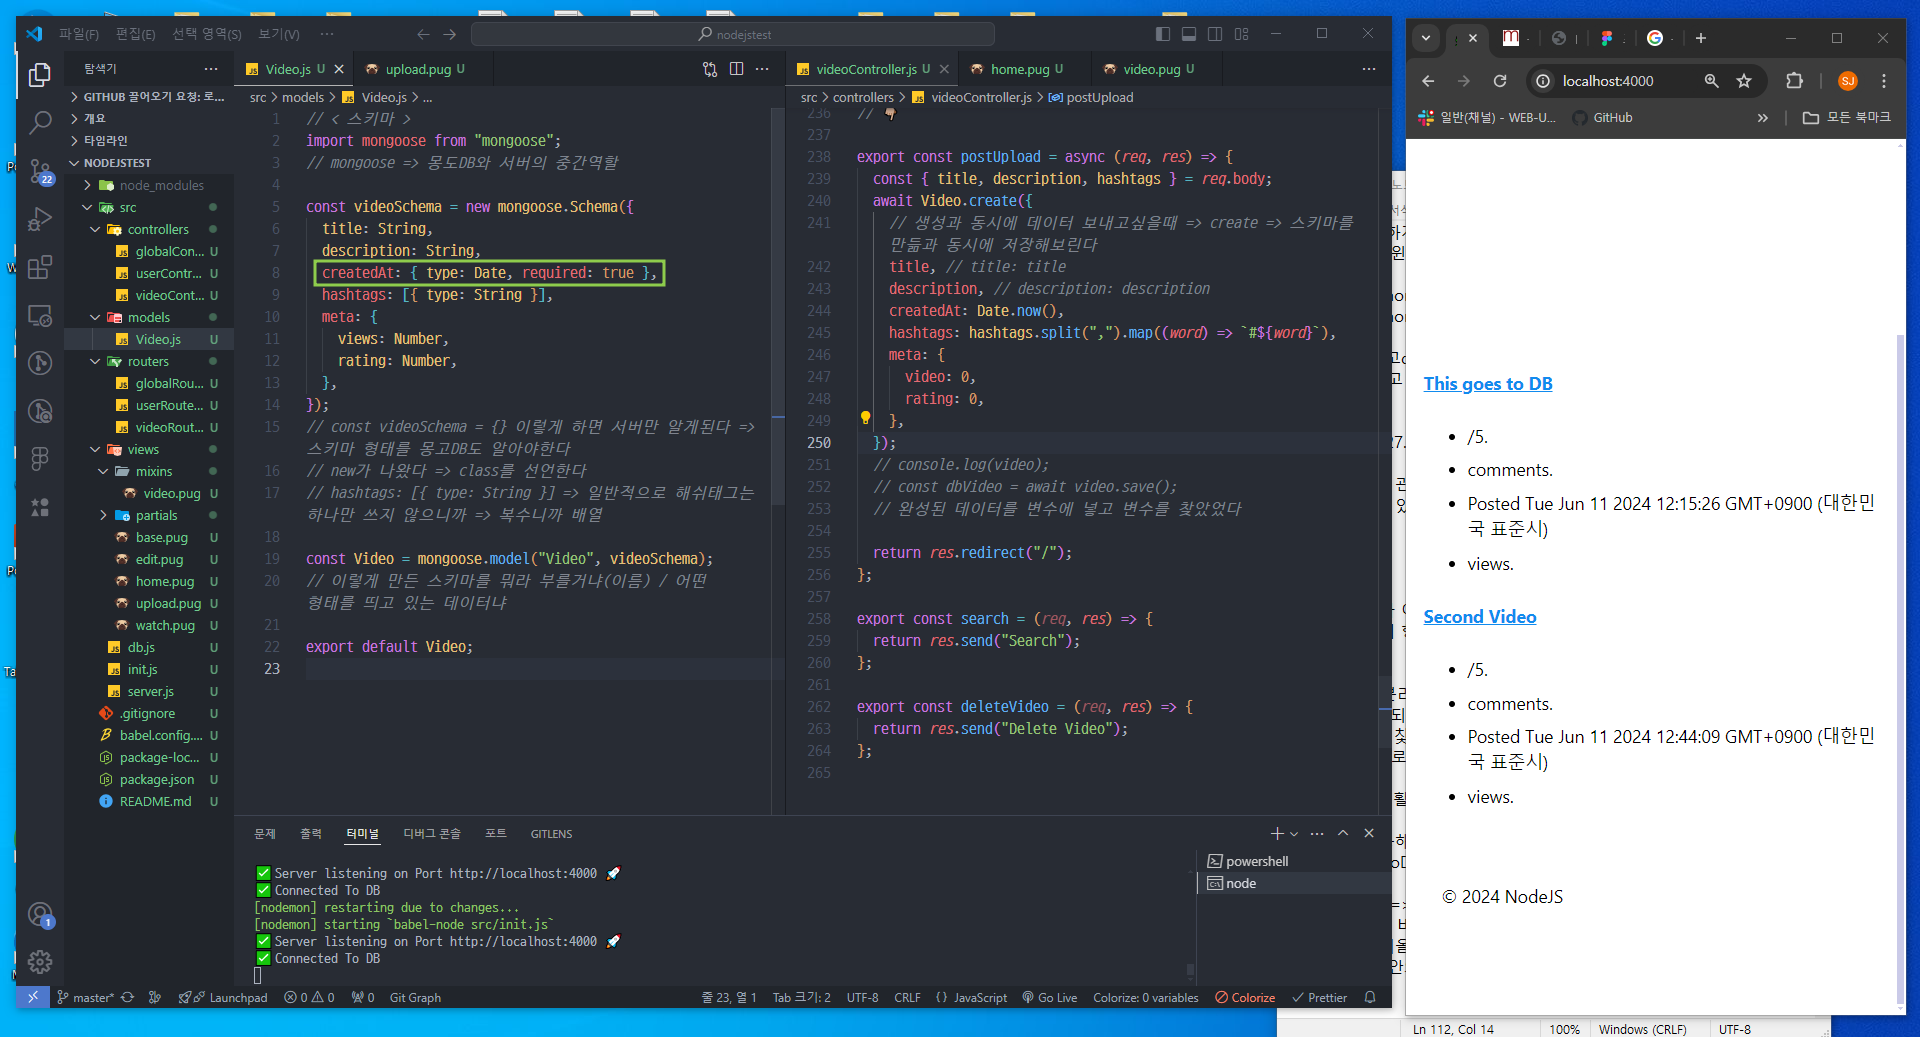 파일(F)
편집(E)
선택 영역(S)
보기(V)
nodejstest
탐색기
GITHUB 끌어오기 요청: 로...
개요
타임라인
NODEJSTEST
node_modules
src
controllers
globalCon... U
userContr... U
videoCont... U
models
Video.js U
routers
globalRou... U
userRoute... U
videoRout... U
views
mixins
video.pug U
partials
base.pug U
edit.pug U
home.pug U
upload.pug U
watch.pug U
db.js U
init.js U
server.js U
.gitignore U
babel.config.... U
package-loc... U
package.json U
README.md U
22
1
Video.js U
upload.pug U
src > models > Video.js > ...
1 // < 스키마 >
2 import mongoose from "mongoose";
3 // mongoose => 몽도DB와 서버의 중간역할
4
5 const videoSchema = new mongoose.Schema({
6 title: String,
7 description: String,
8 createdAt: { type: Date, required: true },
9 hashtags: [{ type: String }],
10 meta: {
11 views: Number,
12 rating: Number,
13 },
14 });
15 // const videoSchema = {} 이렇게 하면 서버만 알게된다 =>
스키마 형태를 몽고DB도 알아야한다
16 // new가 나왔다 => class를 선언한다
17 // hashtags: [{ type: String }] => 일반적으로 해쉬태그는
하나만 쓰지 않으니까 => 복수니까 배열
18
19 const Video = mongoose.model("Video", videoSchema);
20 // 이렇게 만든 스키마를 뭐라 부를거냐(이름) / 어떤
형태를 띄고 있는 데이터냐
21
22 export default Video;
23
videoController.js U
home.pug U
video.pug U
src > controllers > videoController.js > postUpload
236 // 👇
237
238 export const postUpload = async (req, res) => {
239 const { title, description, hashtags } = req.body;
240 await Video.create({
241 // 생성과 동시에 데이터 보내고싶을때 => create => 스키마를
만듦과 동시에 저장해보린다
242 title, // title: title
243 description, // description: description
244 createdAt: Date.now(),
245 hashtags: hashtags.split(",").map((word) => `#${word}`),
246 meta: {
247 video: 0,
248 rating: 0,
249 },
250 });
251 // console.log(video);
252 // const dbVideo = await video.save();
253 // 완성된 데이터를 변수에 넣고 변수를 찾았었다
254
255 return res.redirect("/");
256 };
257
258 export const search = (req, res) => {
259 return res.send("Search");
260 };
261
262 export const deleteVideo = (req, res) => {
263 return res.send("Delete Video");
264 };
265
문제 출력 터미널 디버그 콘솔 포트 GITLENS
✅ Server listening on Port http://localhost:4000 🚀
✅ Connected To DB
[nodemon] restarting due to changes...
[nodemon] starting `babel-node src/init.js`
✅ Server listening on Port http://localhost:4000 🚀
✅ Connected To DB
powershell
node
master* Launchpad 0 0 0 Git Graph
줄 23, 열 1 Tab 크기: 2 UTF-8 CRLF {} JavaScript Go Live Colorize: 0 variables Colorize Prettier
localhost:4000
SJ
일반(채널) - WEB-U...
GitHub
모든 북마크
This goes to DB
• /5.
• comments.
• Posted Tue Jun 11 2024 12:15:26 GMT+0900 (대한민
국 표준시)
• views.
Second Video
• /5.
• comments.
• Posted Tue Jun 11 2024 12:44:09 GMT+0900 (대한민
국 표준시)
• views.
© 2024 NodeJS
Ln 112, Col 14 100% Windows (CRLF) UTF-8